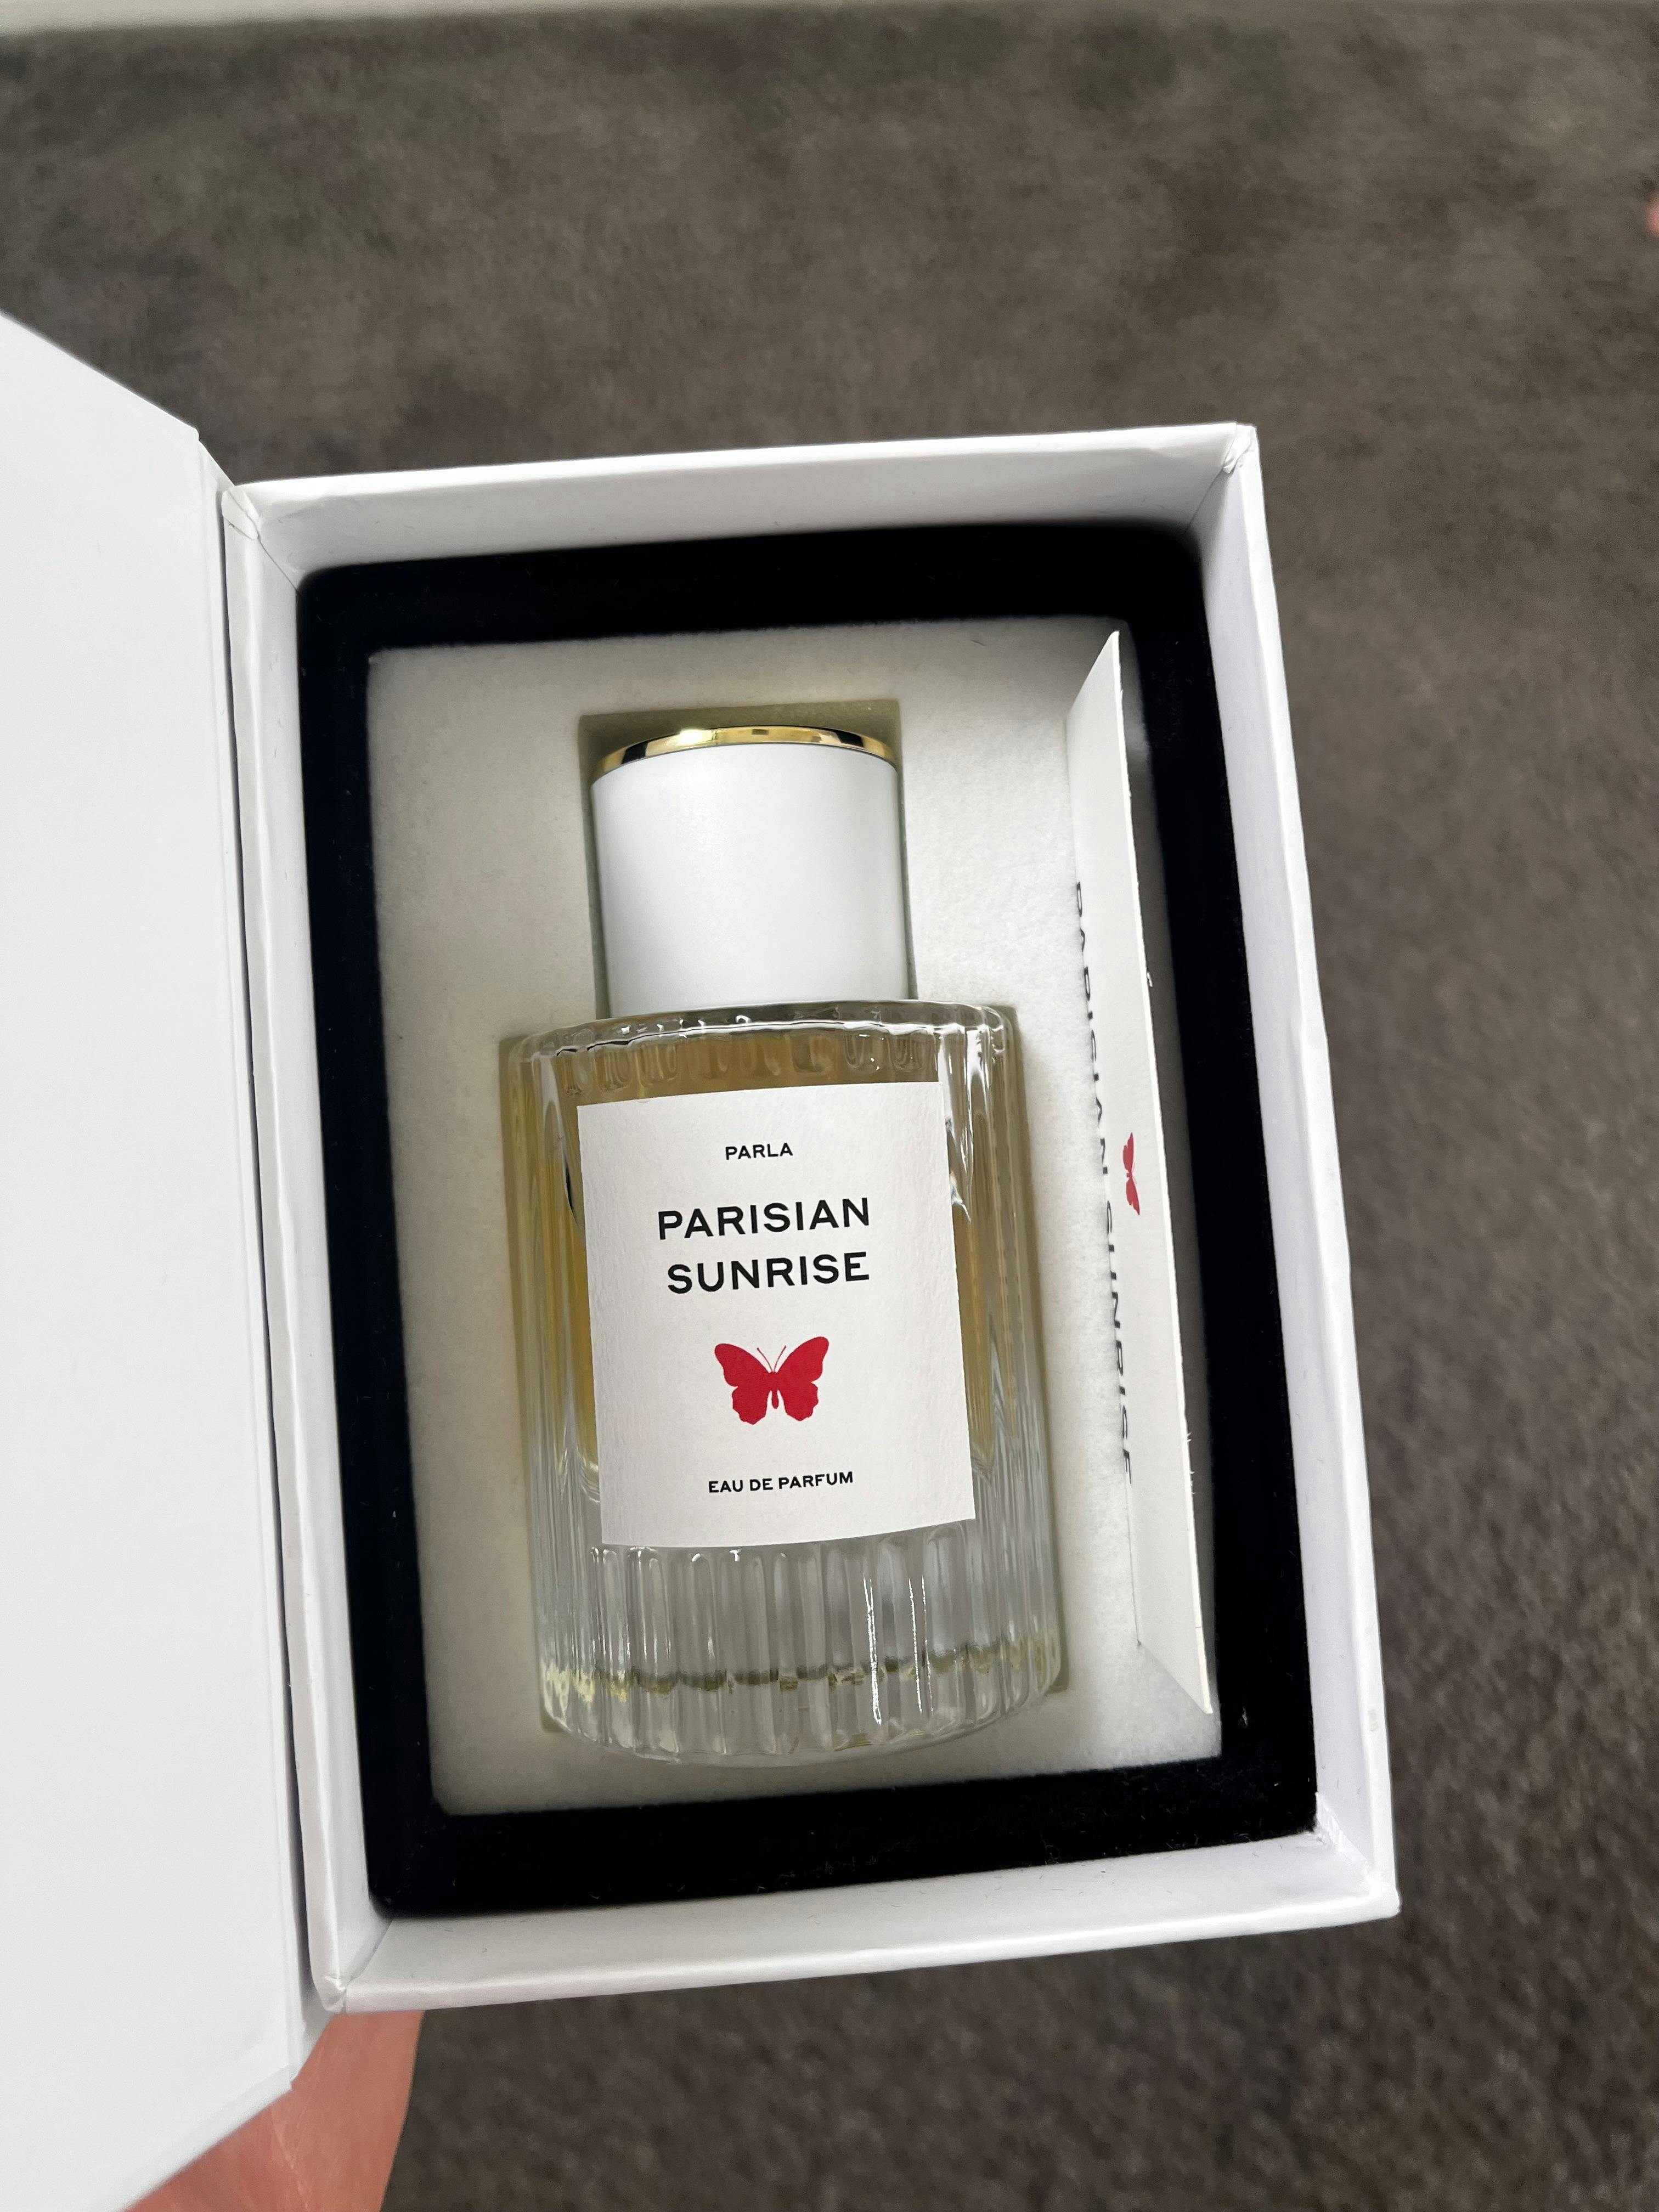 PARLA
PARISIAN
SUNRISE
EAU DE PARFUM
PARISIAN SUNRISE